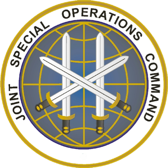 JOINT SPECIAL OPERATIONS COMMAND